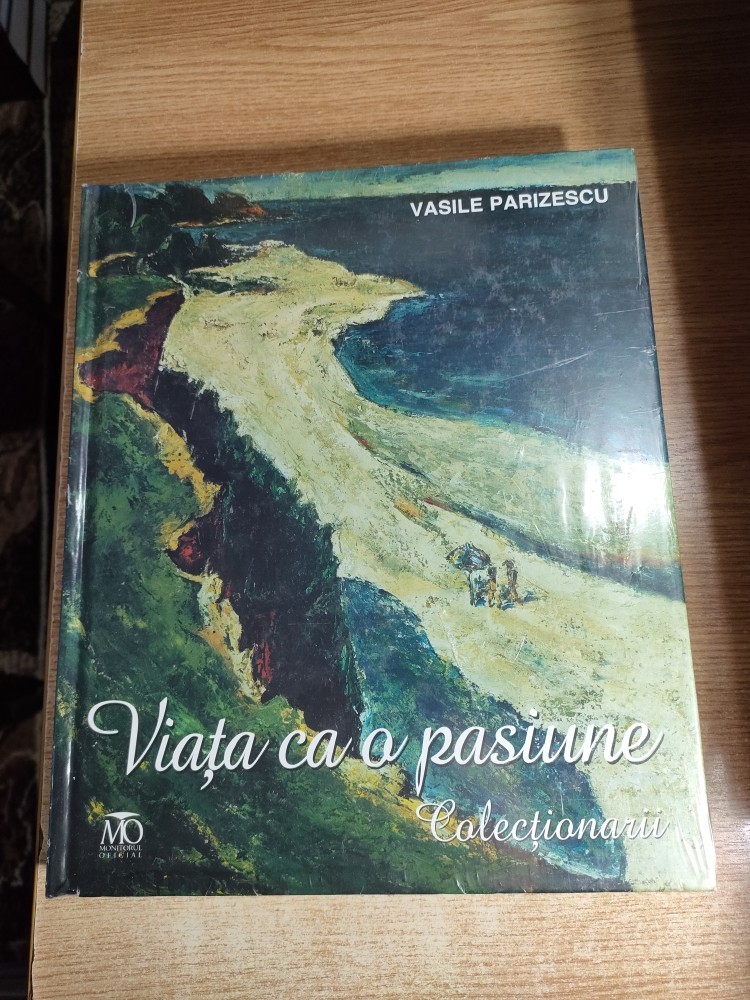 VASILE PARIZESCU
Viața ca o pasiune
Colecționarii
MO
MONITORUL
OFICIAL